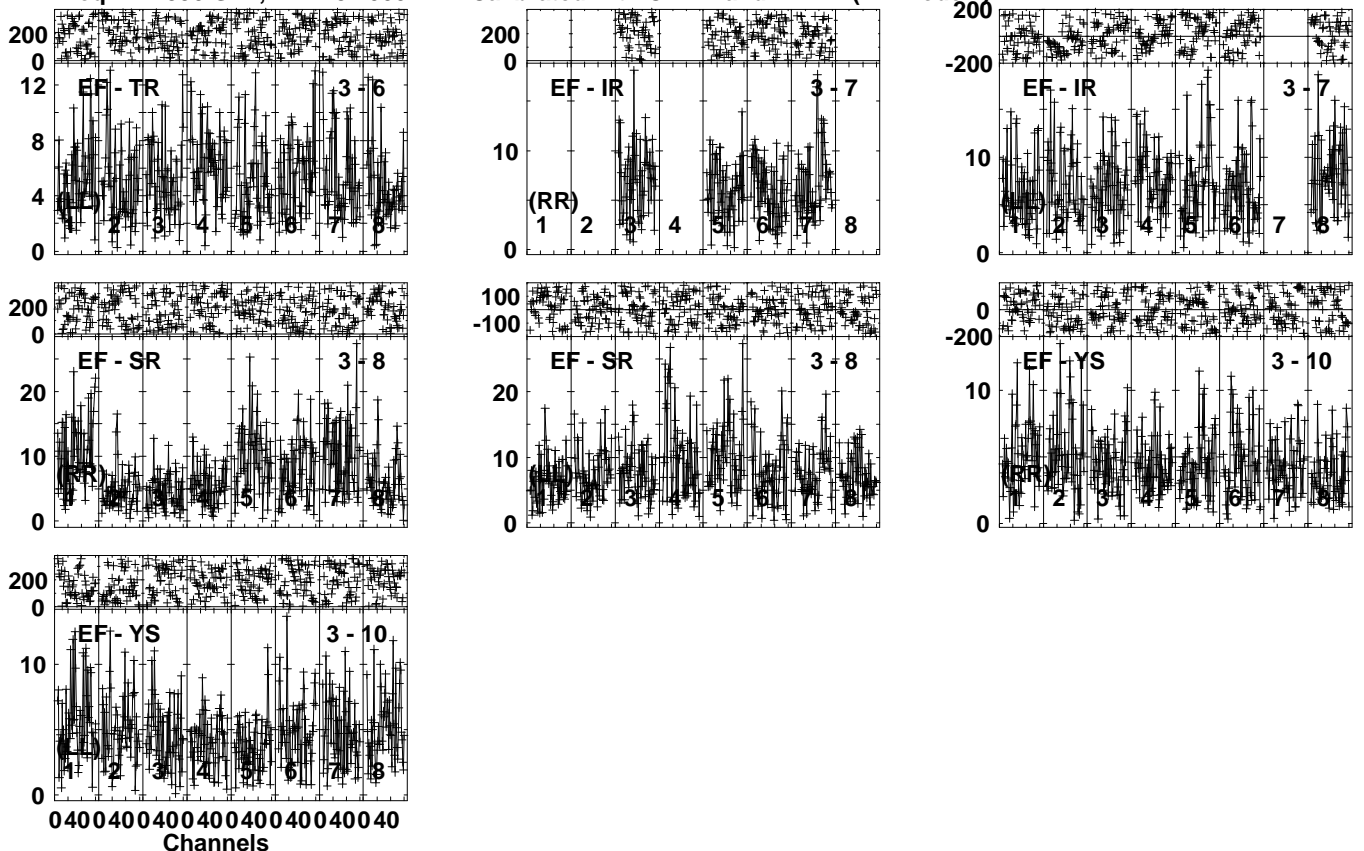 200
0
12
8
4
0
EF - TR 3 - 6
(LL)
1 2 3 4 5 6 7 8
200
0
10
0
EF - IR 3 - 7
(RR)
1 2 3 4 5 6 7 8
200
-200
20
10
0
EF - IR 3 - 7
(LL)
1 2 3 4 5 6 7 8
200
0
20
10
0
EF - SR 3 - 8
(RR)
1 2 3 4 5 6 7 8
100
-100
20
10
0
EF - SR 3 - 8
(LL)
1 2 3 4 5 6 7 8
0
-200
10
0
EF - YS 3 - 10
(RR)
1 2 3 4 5 6 7 8
200
0
10
0
EF - YS 3 - 10
(LL)
1 2 3 4 5 6 7 8
0 40 0 40 0 40 0 40 0 40 0 40 0 40 0 40
Channels